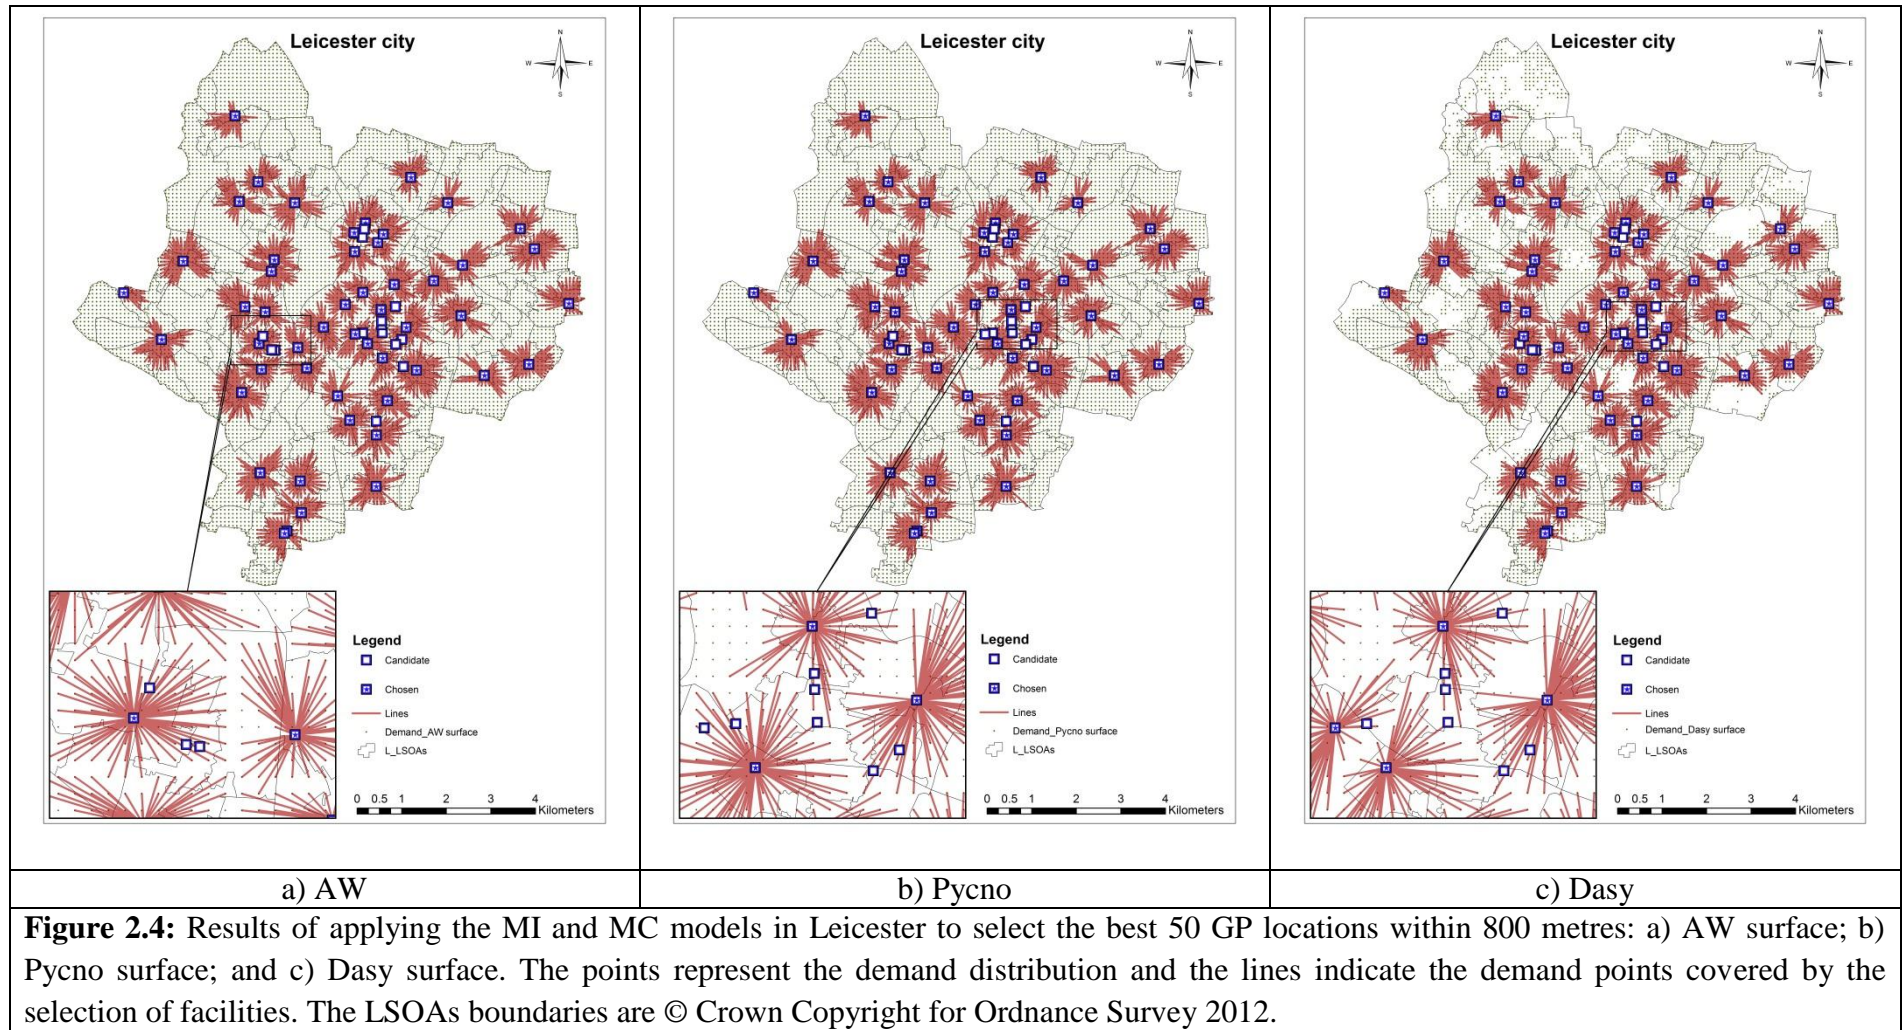 Leicester city
N
W E
S
Legend
Candidate
Chosen
Lines
Demand_AW surface
L_LSOAs
0 0.5 1 2 3 4
Kilometers
Leicester city
N
W E
S
Legend
Candidate
Chosen
Lines
Demand_Pycno surface
L_LSOAs
0 0.5 1 2 3 4
Kilometers
Leicester city
N
W E
S
Legend
Candidate
Chosen
Lines
Demand_Dasy surface
L_LSOAs
0 0.5 1 2 3 4
Kilometers
a) AW
b) Pycno
c) Dasy
Figure 2.4: Results of applying the MI and MC models in Leicester to select the best 50 GP locations within 800 metres: a) AW surface; b)
Pycno surface; and c) Dasy surface. The points represent the demand distribution and the lines indicate the demand points covered by the
selection of facilities. The LSOAs boundaries are © Crown Copyright for Ordnance Survey 2012.